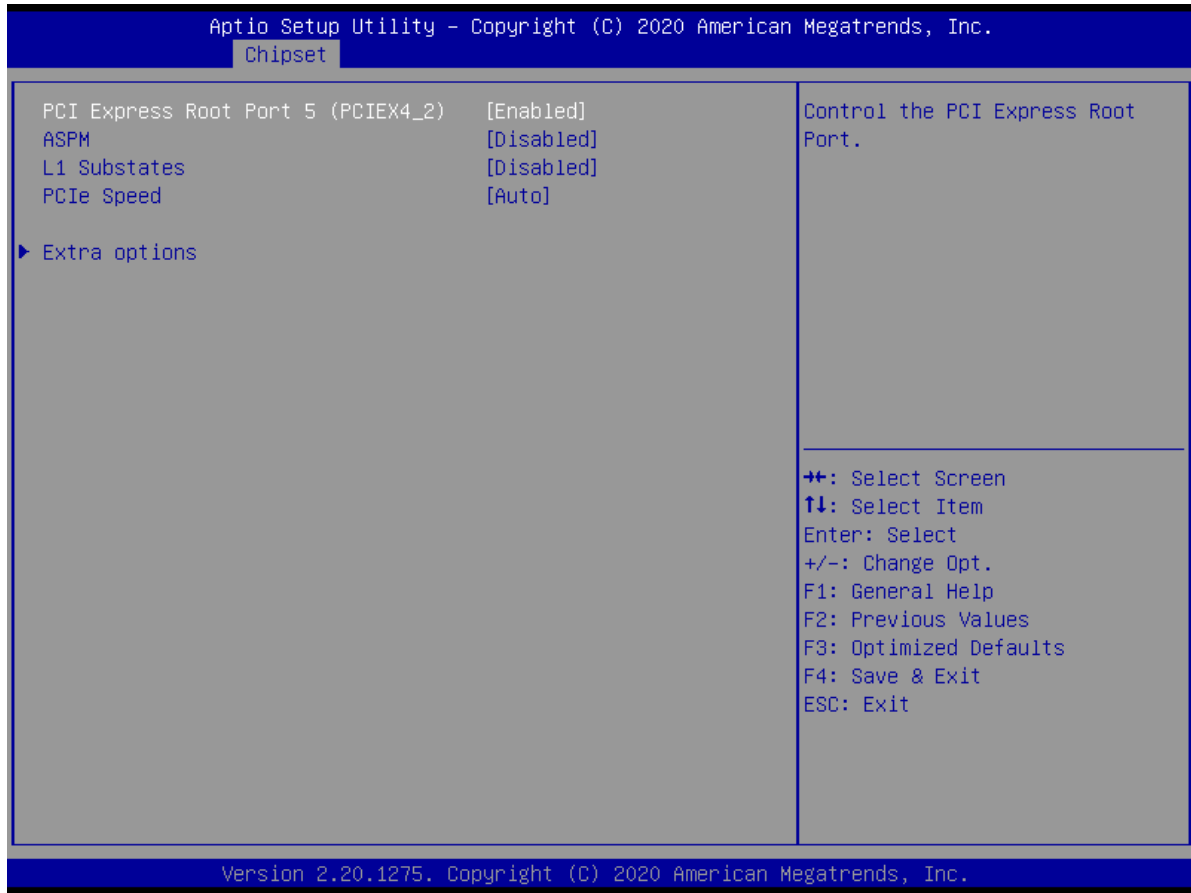 Aptio Setup Utility – Copyright (C) 2020 American Megatrends, Inc.
Chipset
PCI Express Root Port 5 (PCIEX4_2) [Enabled]
ASPM [Disabled]
L1 Substates [Disabled]
PCIe Speed [Auto]
▶ Extra options
Control the PCI Express Root
Port.
→←: Select Screen
↑↓: Select Item
Enter: Select
+/-: Change Opt.
F1: General Help
F2: Previous Values
F3: Optimized Defaults
F4: Save & Exit
ESC: Exit
Version 2.20.1275. Copyright (C) 2020 American Megatrends, Inc.